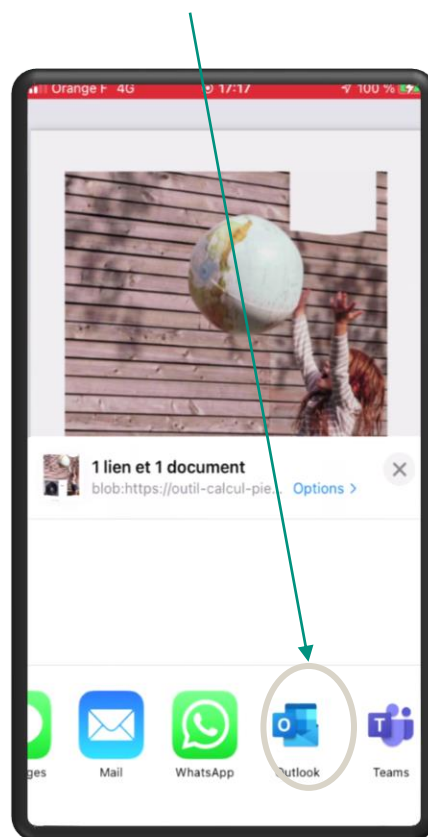 Orange F 4G 17:17 100 %
1 lien et 1 document
blob:https://outil-calcul-pie... Options >
ges Mail WhatsApp Outlook Teams